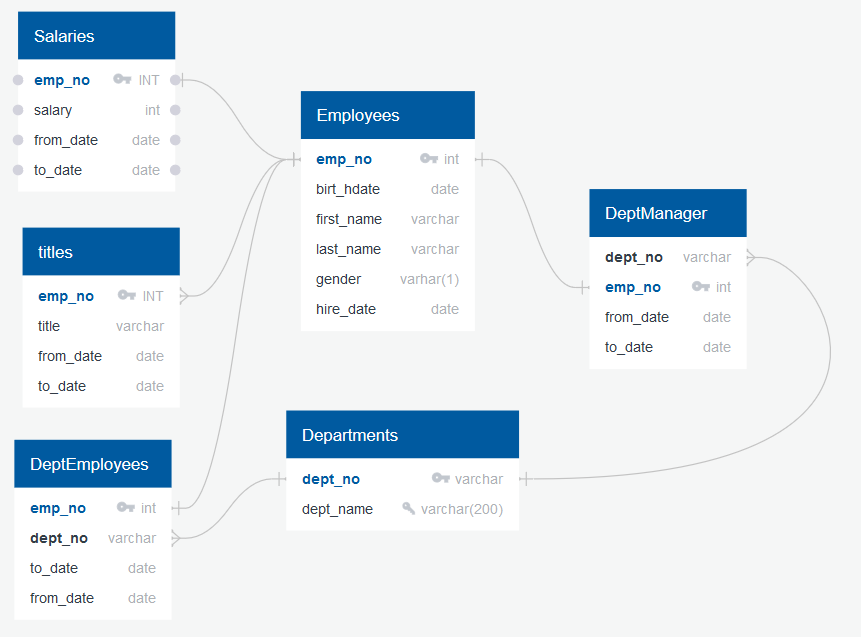 Salaries
emp_no INT
salary int
from_date date
to_date date
Employees
emp_no int
birt_hdate date
first_name varchar
last_name varchar
gender varhar(1)
hire_date date
DeptManager
dept_no varchar
emp_no int
from_date date
to_date date
titles
emp_no INT
title varchar
from_date date
to_date date
Departments
dept_no varchar
dept_name varchar(200)
DeptEmployees
emp_no int
dept_no varchar
to_date date
from_date date